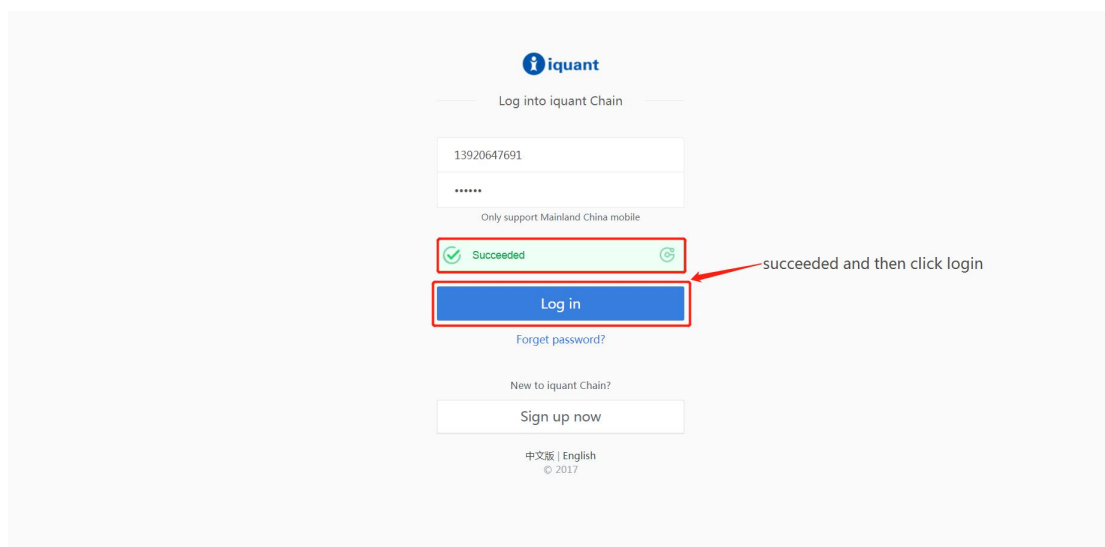 iquant
Log into iquant Chain
13920647691
••••••
Only support Mainland China mobile
Succeeded
succeeded and then click login
Log in
Forget password?
New to iquant Chain?
Sign up now
中文版 | English
© 2017